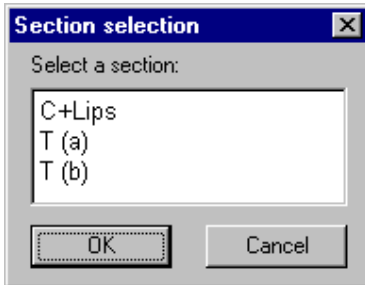 Section selection
Select a section:
C+Lips
T (a)
T (b)
OK
Cancel